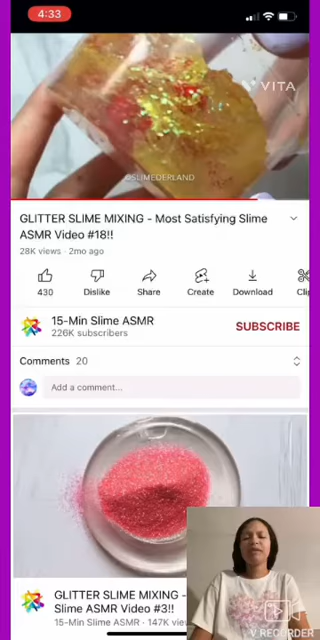 4:33
VITA
@SLIMEDERLAND
GLITTER SLIME MIXING - Most Satisfying Slime
ASMR Video #18!!
28K views · 2mo ago
430
Dislike
Share
Create
Download
Clip
15-Min Slime ASMR
226K subscribers
SUBSCRIBE
Comments 20
Add a comment...
GLITTER SLIME MIXING -
Slime ASMR Video #3!!
15-Min Slime ASMR · 147K vie
V RECORDER